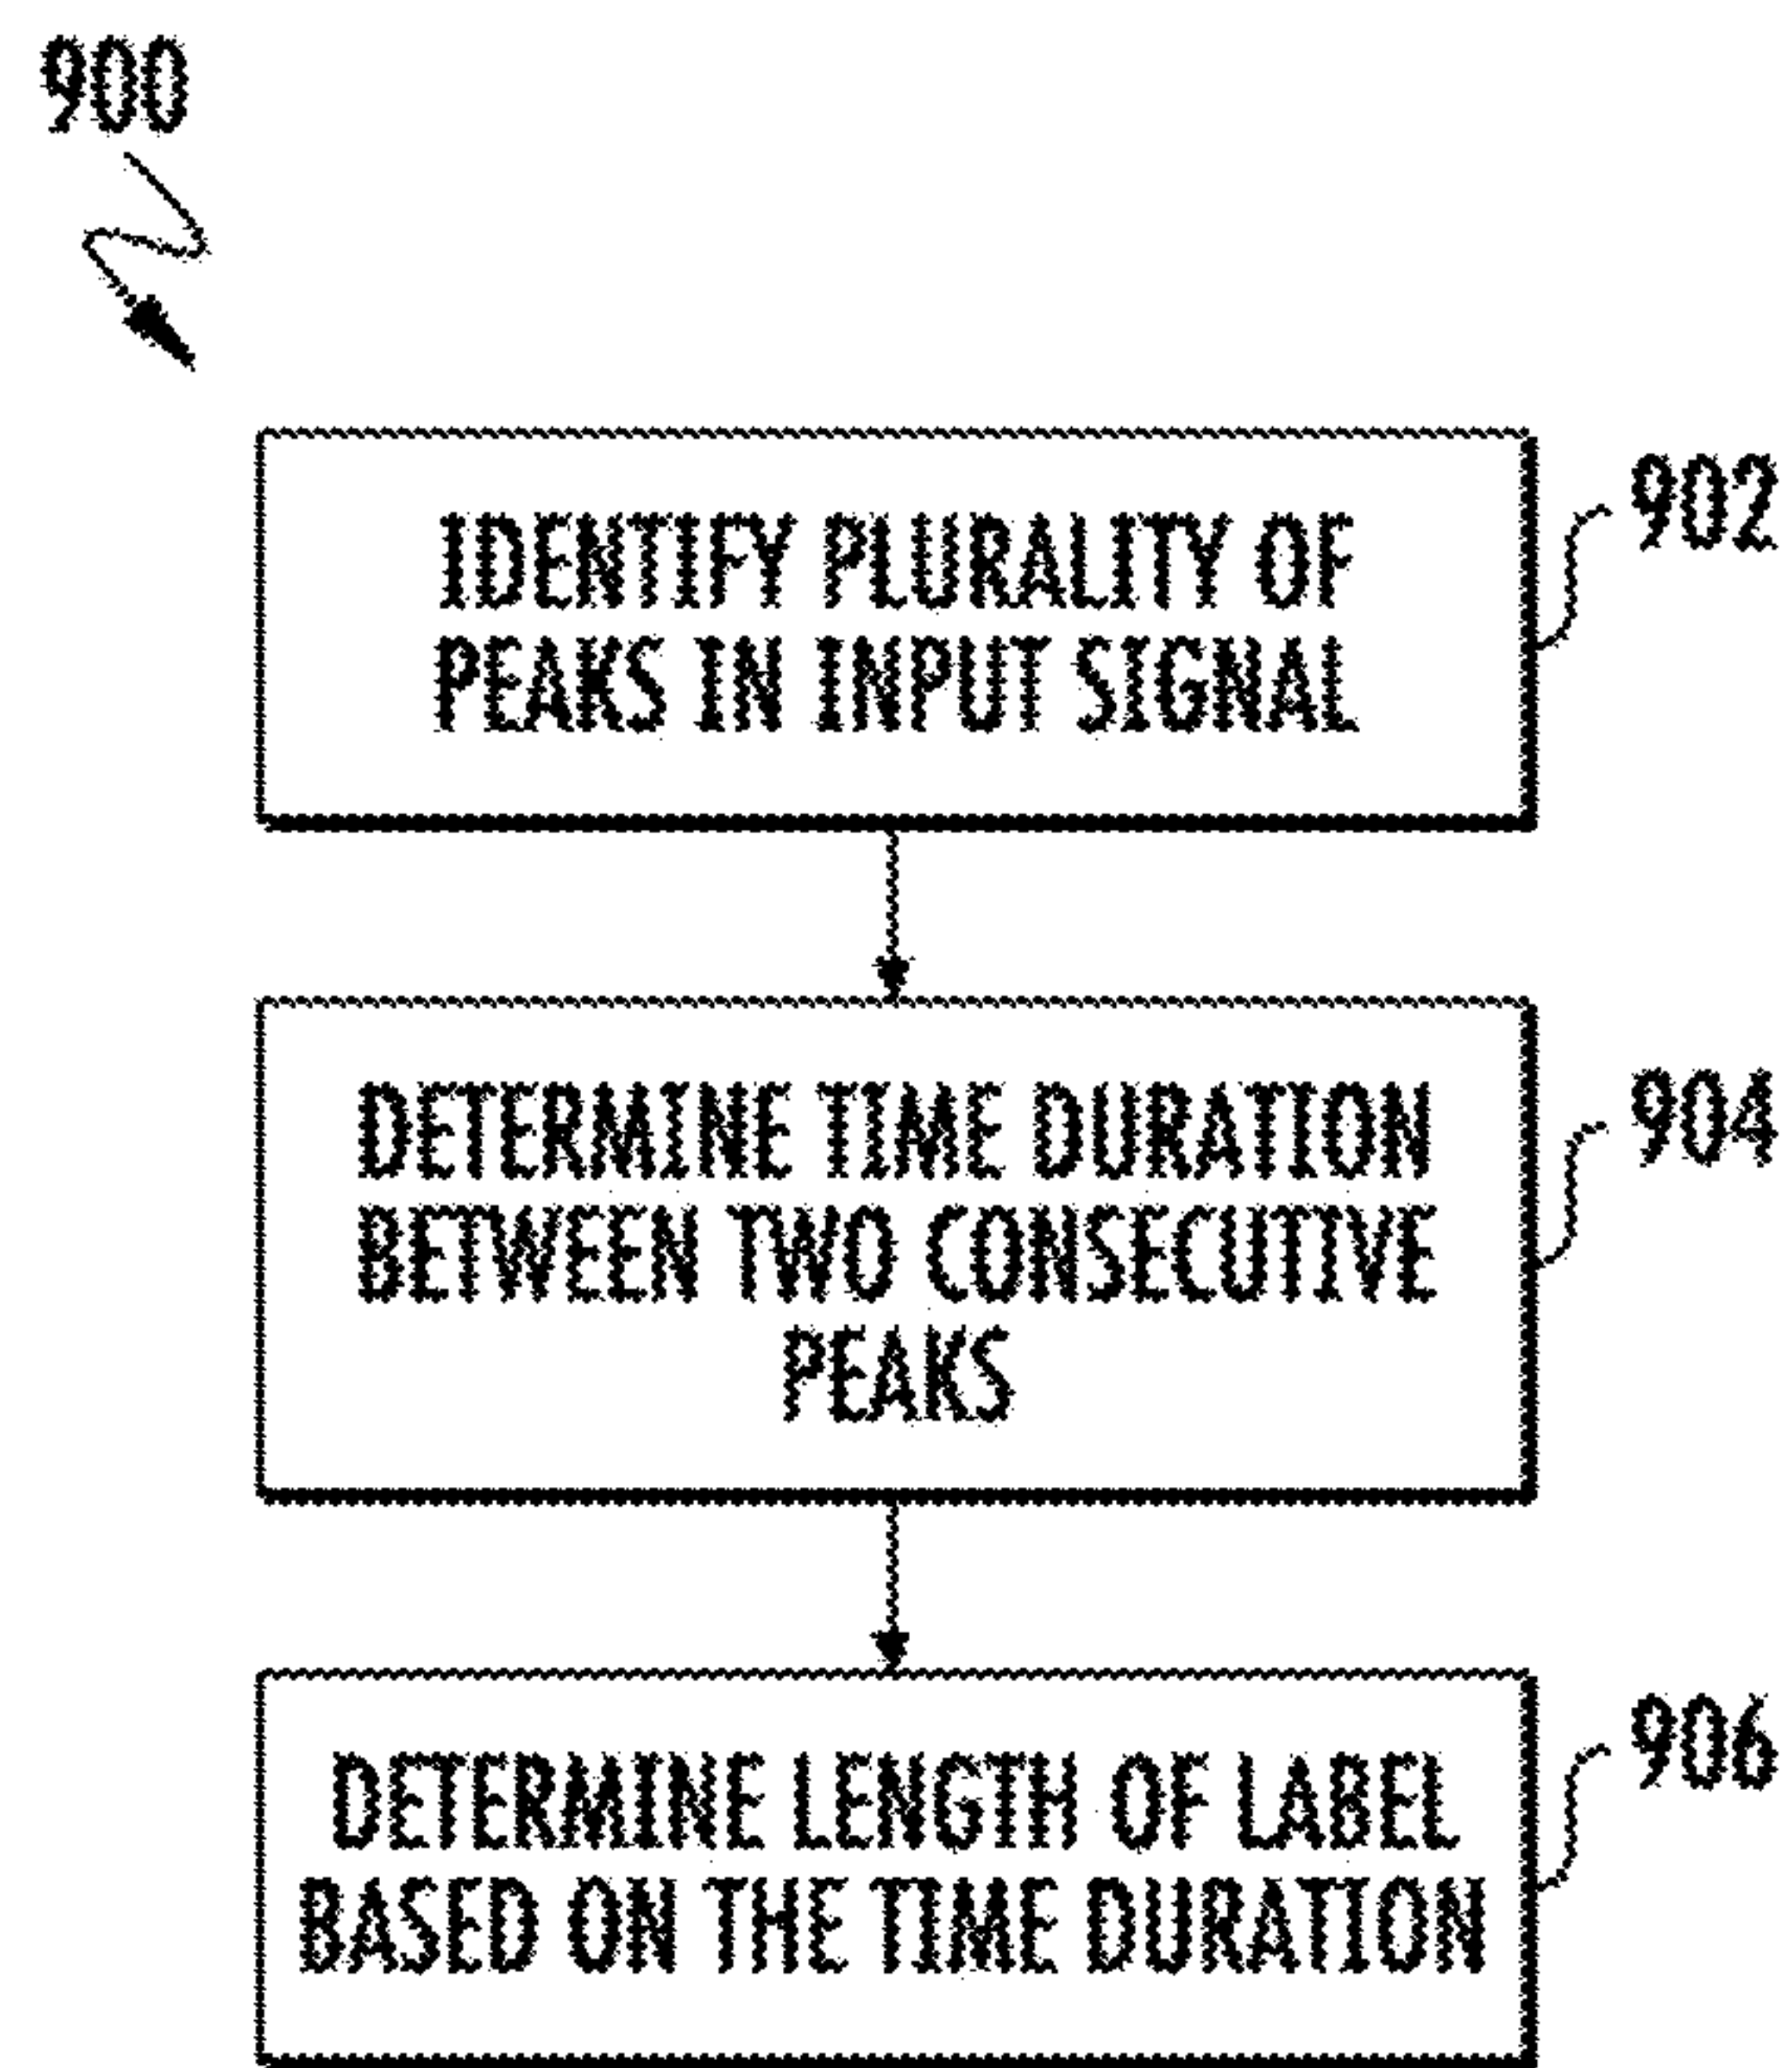 900
IDENTIFY PLURALITY OF
PEAKS IN INPUT SIGNAL
902
DETERMINE TIME DURATION
BETWEEN TWO CONSECUTIVE
PEAKS
904
DETERMINE LENGTH OF LABEL
BASED ON THE TIME DURATION
906